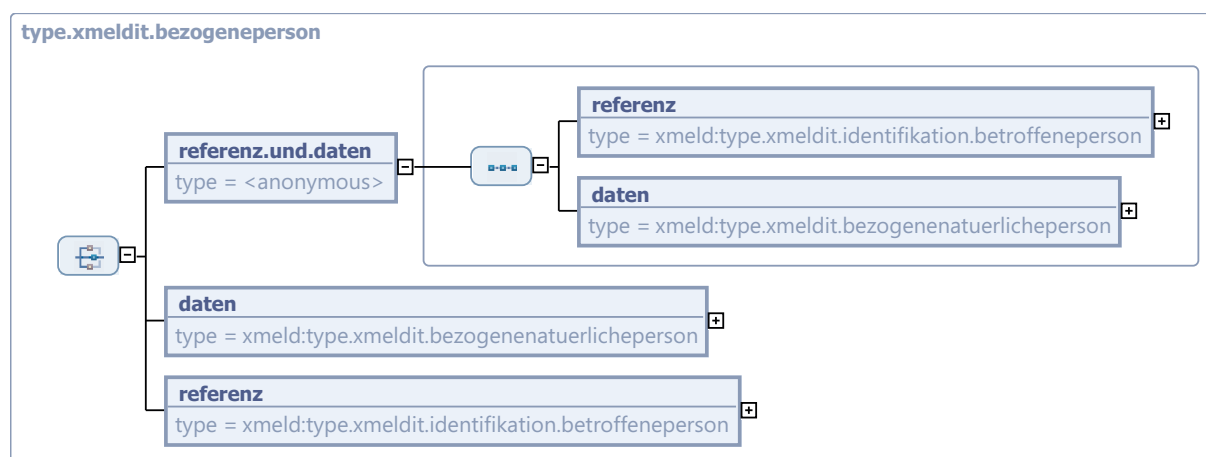 type.xmeldit.bezogeneperson
referenz
type = xmeld:type.xmeldit.identifikation.betroffeneperson
referenz.und.daten
type = <anonymous>
daten
type = xmeld:type.xmeldit.bezogenenatuerlicheperson
daten
type = xmeld:type.xmeldit.bezogenenatuerlicheperson
referenz
type = xmeld:type.xmeldit.identifikation.betroffeneperson